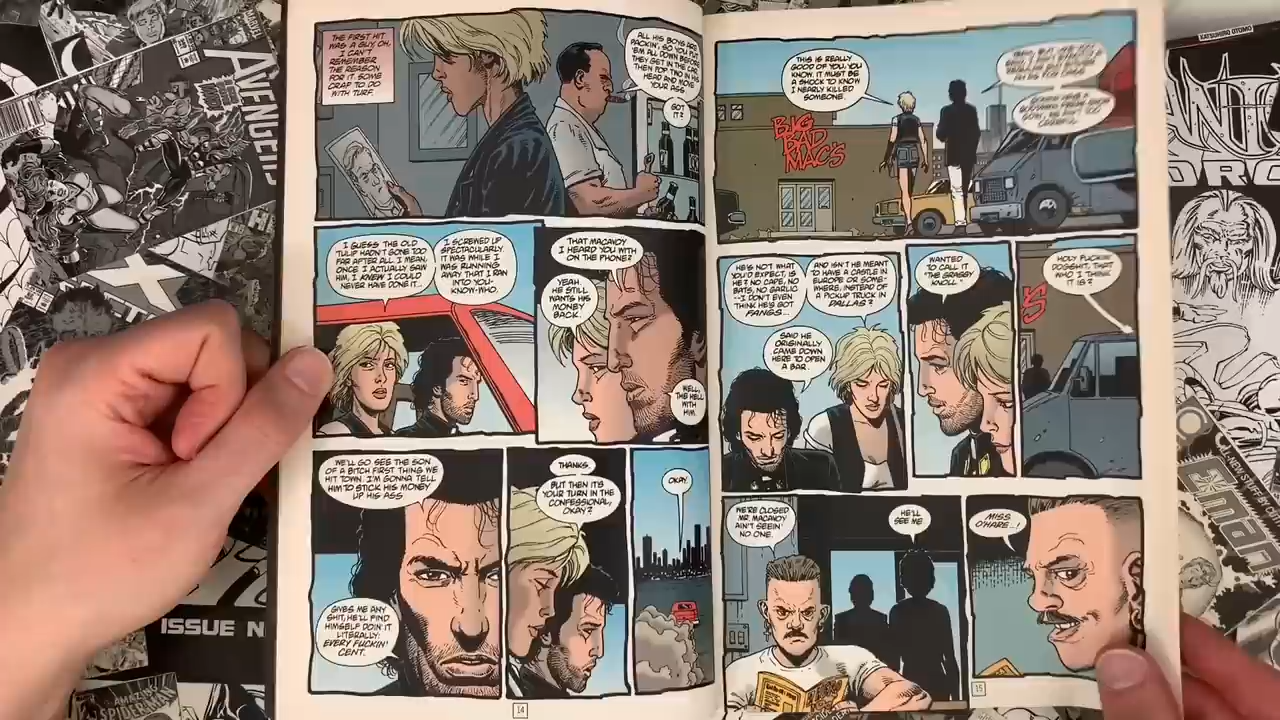 THE FIRST HIT
WAS A GUY, OH,
I CAN'T
REMEMBER
THE REASON
FOR IT. SOME
CRAP TO DO
WITH TURF.
ALL HIS BOYS ARE
PACKIN', SO YOU PUT
'EM ALL DOWN BEFORE
THEY GET IN THE CAR,
THEN POP TWO IN HIS
HEAD AND MOVE
YOUR ASS.
GOT
IT?
I GUESS THE OLD
TULIP HADN'T GONE TOO
FAR AFTER ALL. I MEAN,
ONCE I ACTUALLY SAW
HIM, I KNEW I COULD
NEVER HAVE DONE IT...
I SCREWED UP
SPECTACULARLY.
IT WAS WHILE I
WAS RUNNING
AWAY THAT I RAN
INTO YOU-
KNOW-WHO.
THAT MACAVOY
I HEARD YOU WITH
ON THE PHONE?
YEAH.
HE STILL
WANTS HIS
MONEY
BACK.
WELL,
THE HELL
WITH
HIM.
WE'LL GO SEE THE SON
OF A BITCH FIRST THING WE
HIT TOWN. I'M GONNA TELL
HIM TO STICK HIS MONEY
UP HIS ASS.
GIVES ME ANY
SHIT, HE'LL FIND
HIMSELF DOIN' IT
LITERALLY:
EVERY FUCKIN'
CENT.
THANKS.
BUT THEN IT'S
YOUR TURN IN THE
CONFESSIONAL,
OKAY?
OKAY.
14
THIS IS REALLY
GOOD OF YOU, YOU
KNOW. IT MUST BE
A SHOCK TO KNOW
I NEARLY KILLED
SOMEONE.
BIG
BAD
MAC'S
HE'S NOT WHAT
YOU'D EXPECT, IS
HE? NO CAPE, NO
BATS, NO GARLIC
--I DON'T EVEN
THINK HE'S GOT
FANGS...
AND ISN'T HE MEANT
TO HAVE A CASTLE IN
EUROPE OR SOME-
WHERE, INSTEAD OF
A PICKUP TRUCK IN
DALLAS?
SAID HE
ORIGINALLY
CAME DOWN
HERE TO OPEN
A BAR.
WANTED
TO CALL IT
"THE GRASSY
KNOLL."
HOLY FUCKIN'
DOGSHIT. THAT
WHO I THINK
IT IS?
WE'RE CLOSED.
MR. MACAVOY
AIN'T SEEIN'
NO ONE.
HE'LL
SEE ME.
MISS
O'HARE...!
15
AVENGERS
X
ISSUE N
KATSUHIRO OTOMO